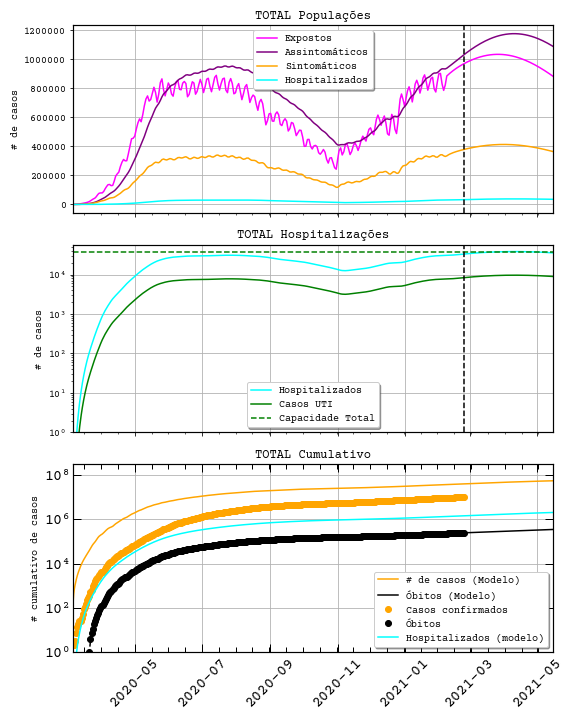 TOTAL Populações
# de casos
1200000
1000000
800000
600000
400000
200000
0
Expostos
Assintomáticos
Sintomáticos
Hospitalizados
TOTAL Hospitalizações
# de casos
10⁴
10³
10²
10¹
10⁰
Hospitalizados
Casos UTI
Capacidade Total
TOTAL Cumulativo
# cumulativo de casos
10⁸
10⁶
10⁴
10²
10⁰
# de casos (Modelo)
Óbitos (Modelo)
Casos confirmados
Óbitos
Hospitalizados (modelo)
2020-05
2020-07
2020-09
2020-11
2021-01
2021-03
2021-05